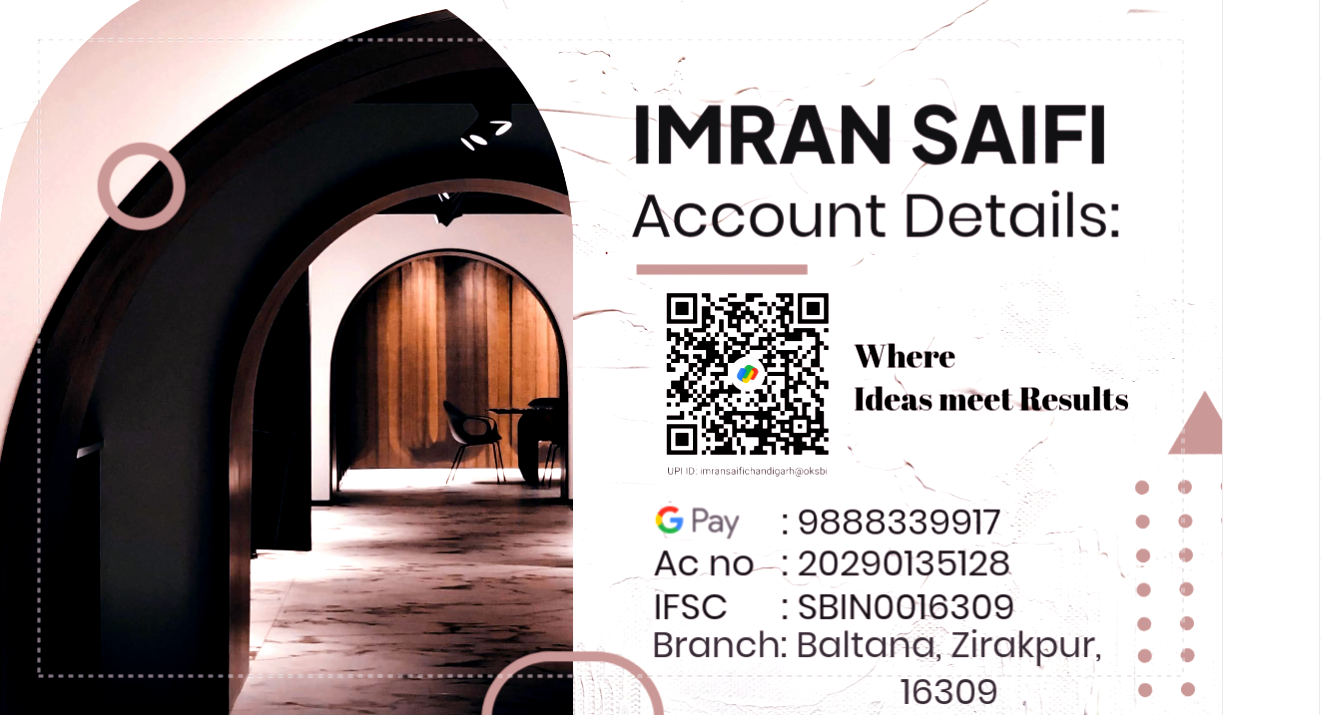 IMRAN SAIFI
Account Details:
Where
Ideas meet Results
UPI ID: imransaifichandigarh@oksbi
G Pay : 9888339917
Ac no : 20290135128
IFSC : SBIN0016309
Branch: Baltana, Zirakpur,
16309